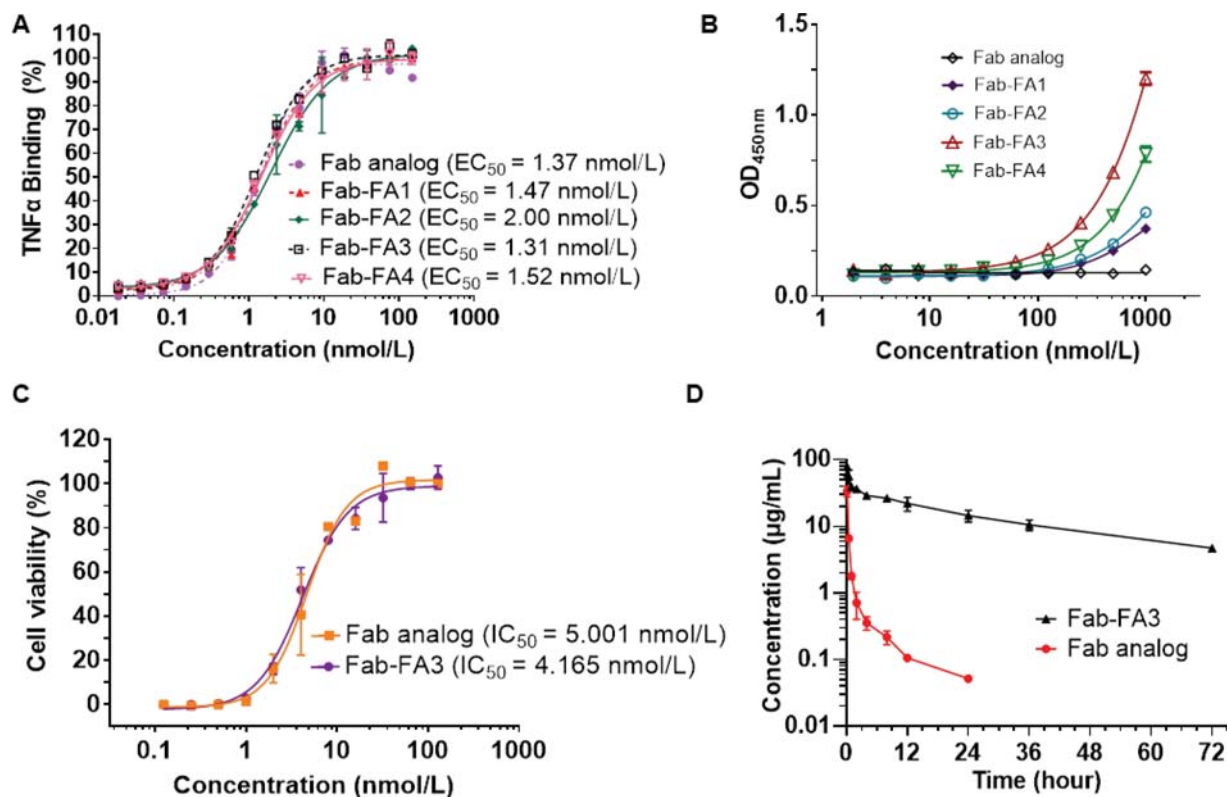 A
TNFα Binding (%)
110
100
90
80
70
60
50
40
30
20
10
0
0.01
0.1
1
10
100
1000
Concentration (nmol/L)
Fab analog (EC50 = 1.37 nmol/L)
Fab-FA1 (EC50 = 1.47 nmol/L)
Fab-FA2 (EC50 = 2.00 nmol/L)
Fab-FA3 (EC50 = 1.31 nmol/L)
Fab-FA4 (EC50 = 1.52 nmol/L)
B
OD450nm
1.5
1.0
0.5
0.0
1
10
100
1000
Concentration (nmol/L)
Fab analog
Fab-FA1
Fab-FA2
Fab-FA3
Fab-FA4
C
Cell viability (%)
120
100
80
60
40
20
0
0.1
1
10
100
1000
Concentration (nmol/L)
Fab analog (IC50 = 5.001 nmol/L)
Fab-FA3 (IC50 = 4.165 nmol/L)
D
Concentration (μg/mL)
100
10
1
0.1
0.01
0
12
24
36
48
60
72
Time (hour)
Fab-FA3
Fab analog